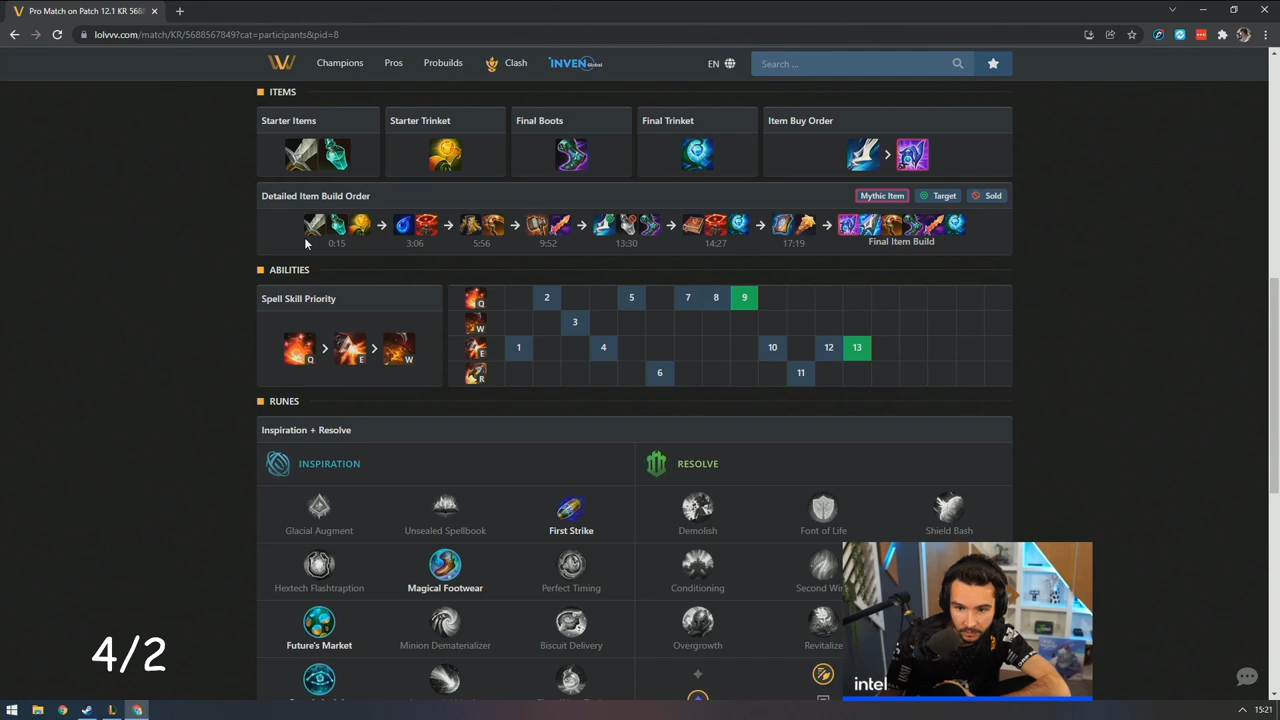 Pro Match on Patch 12.1 KR 5688
lolvvv.com/match/KR/5688567849?cat=participants&pid=8
Champions Pros Probuilds Clash INVEN Global EN Search ...
ITEMS
Starter Items Starter Trinket Final Boots Final Trinket Item Buy Order
Detailed Item Build Order Mythic Item Target Sold
0:15 3:06 5:56 9:52 13:30 14:27 17:19 Final Item Build
ABILITIES
Spell Skill Priority
Q 2 5 7 8 9
W 3
Q E W
E 1 4 10 12 13
R 6 11
RUNES
Inspiration + Resolve
INSPIRATION RESOLVE
Glacial Augment Unsealed Spellbook First Strike Demolish Font of Life Shield Bash
Hextech Flashtraption Magical Footwear Perfect Timing Conditioning Second Win
Future's Market Minion Dematerializer Biscuit Delivery Overgrowth Revitaliz
4/2
intel
15:21